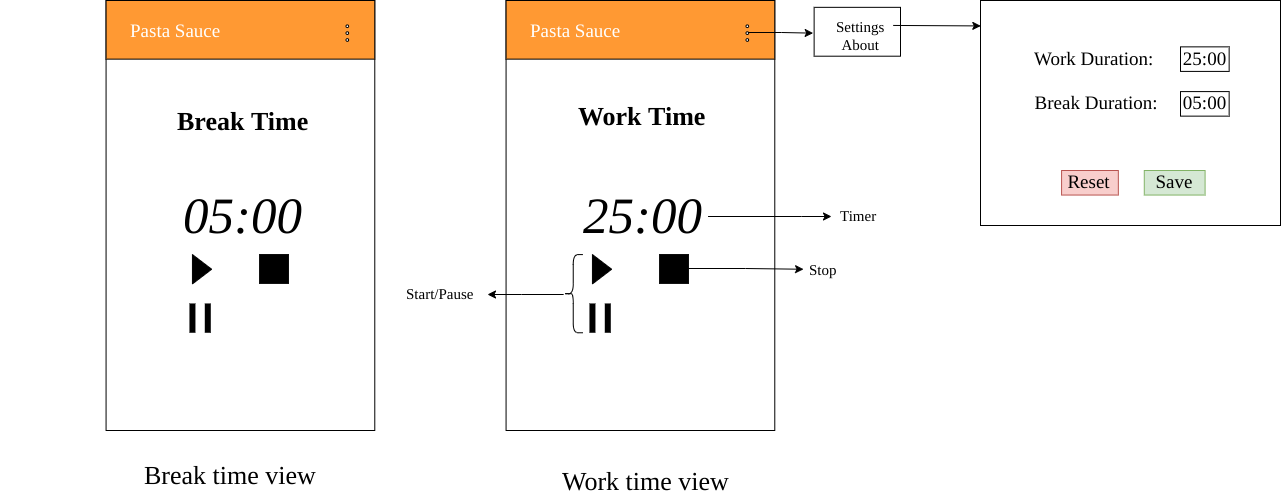 Pasta Sauce
Break Time
05:00
Break time view
Pasta Sauce
Work Time
25:00
Start/Pause
Work time view
Settings
About
Timer
Stop
Work Duration: 25:00
Break Duration: 05:00
Reset Save